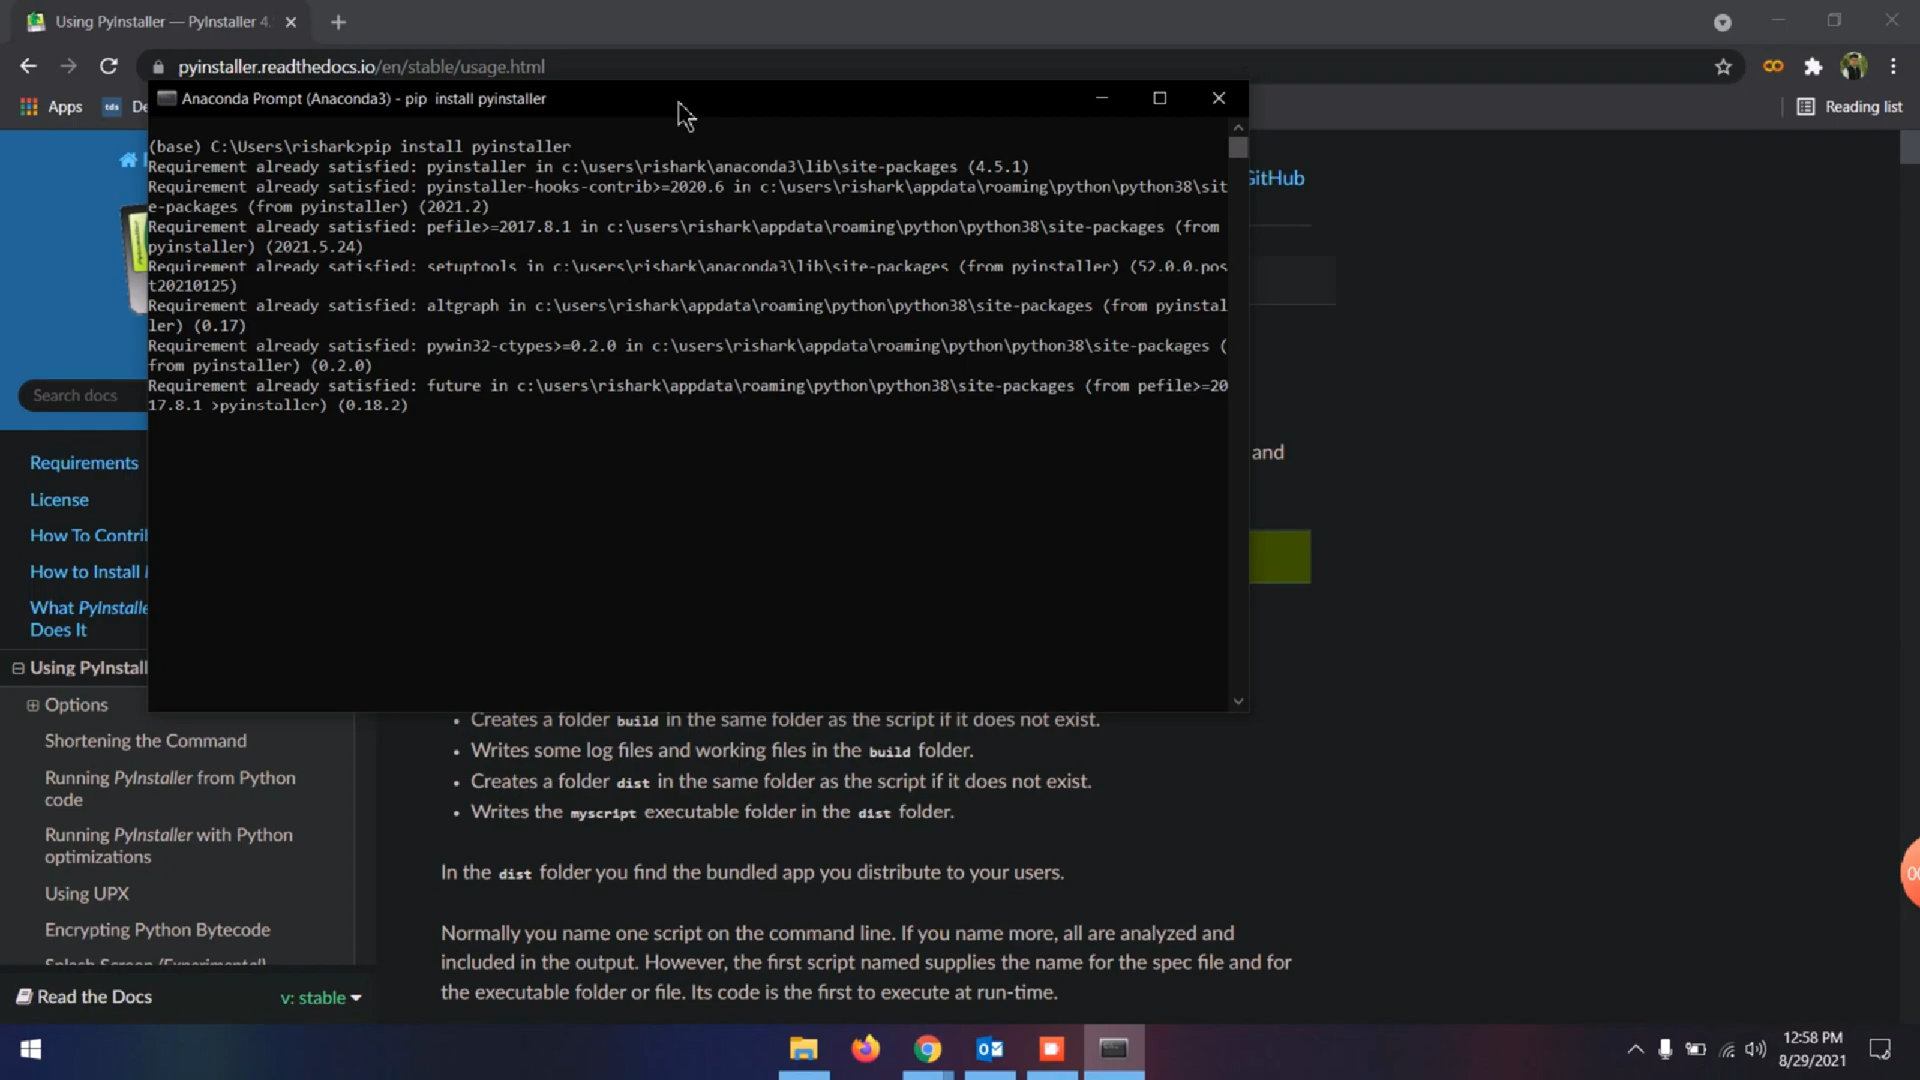 Using PyInstaller — PyInstaller 4.
pyinstaller.readthedocs.io/en/stable/usage.html
Apps
tds
De
Reading list
Anaconda Prompt (Anaconda3) - pip  install pyinstaller
(base) C:\Users\rishark>pip install pyinstaller
Requirement already satisfied: pyinstaller in c:\users\rishark\anaconda3\lib\site-packages (4.5.1)
Requirement already satisfied: pyinstaller-hooks-contrib>=2020.6 in c:\users\rishark\appdata\roaming\python\python38\sit
e-packages (from pyinstaller) (2021.2)
Requirement already satisfied: pefile>=2017.8.1 in c:\users\rishark\appdata\roaming\python\python38\site-packages (from
pyinstaller) (2021.5.24)
Requirement already satisfied: setuptools in c:\users\rishark\anaconda3\lib\site-packages (from pyinstaller) (52.0.0.pos
t20210125)
Requirement already satisfied: altgraph in c:\users\rishark\appdata\roaming\python\python38\site-packages (from pyinstal
ler) (0.17)
Requirement already satisfied: pywin32-ctypes>=0.2.0 in c:\users\rishark\appdata\roaming\python\python38\site-packages (
from pyinstaller) (0.2.0)
Requirement already satisfied: future in c:\users\rishark\appdata\roaming\python\python38\site-packages (from pefile>=20
17.8.1->pyinstaller) (0.18.2)
GitHub
and
Search docs
Requirements
License
How To Contri
How to Install
What PyInstalle
Does It
Using PyInstall
Options
Shortening the Command
Running PyInstaller from Python
code
Running PyInstaller with Python
optimizations
Using UPX
Encrypting Python Bytecode
Splash Screen (Experimental)
Read the Docs
v: stable
• Creates a folder build in the same folder as the script if it does not exist.
• Writes some log files and working files in the build folder.
• Creates a folder dist in the same folder as the script if it does not exist.
• Writes the myscript executable folder in the dist folder.
In the dist folder you find the bundled app you distribute to your users.
Normally you name one script on the command line. If you name more, all are analyzed and
included in the output. However, the first script named supplies the name for the spec file and for
the executable folder or file. Its code is the first to execute at run-time.
00
12:58 PM
8/29/2021